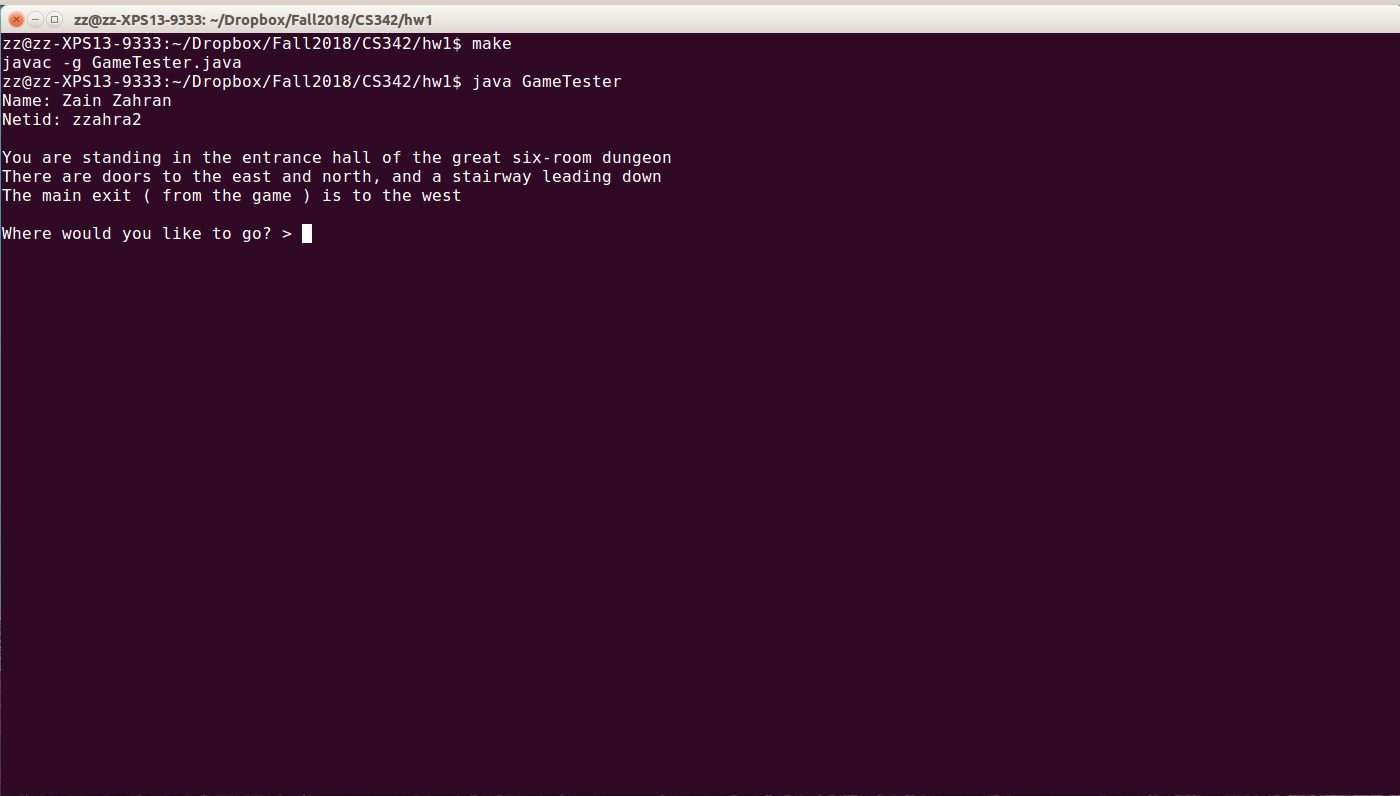 zz@zz-XPS13-9333: ~/Dropbox/Fall2018/CS342/hw1
zz@zz-XPS13-9333:~/Dropbox/Fall2018/CS342/hw1$ make
javac -g GameTester.java
zz@zz-XPS13-9333:~/Dropbox/Fall2018/CS342/hw1$ java GameTester
Name: Zain Zahran
Netid: zzahra2
You are standing in the entrance hall of the great six-room dungeon
There are doors to the east and north, and a stairway leading down
The main exit ( from the game ) is to the west
Where would you like to go? >